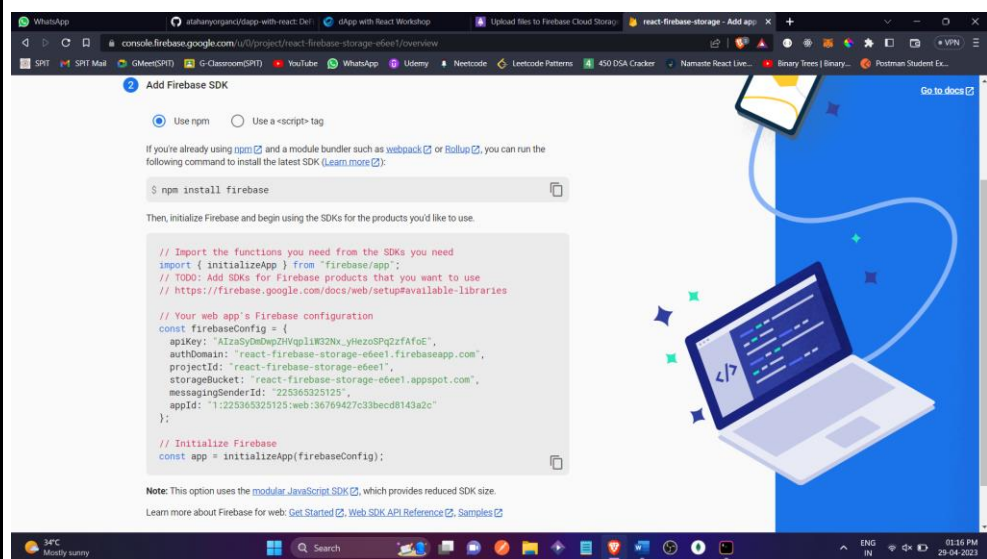 WhatsApp
atahanyorganci/dapp-with-react: DeF
dApp with React Workshop
Upload files to Firebase Cloud Storag
react-firebase-storage - Add app
console.firebase.google.com/u/0/project/react-firebase-storage-e6ee1/overview
VPN
SPIT
SPIT Mail
GMeet(SPIT)
G-Classroom(SPIT)
YouTube
WhatsApp
Udemy
Neetcode
Leetcode Patterns
450 DSA Cracker
Namaste React Live...
Binary Trees | Binary...
Postman Student Ex...
2 Add Firebase SDK
Go to docs
Use npm
Use a <script> tag
If you're already using npm and a module bundler such as webpack or Rollup, you can run the
following command to install the latest SDK (Learn more):
$ npm install firebase
Then, initialize Firebase and begin using the SDKs for the products you'd like to use.
// Import the functions you need from the SDKs you need
import { initializeApp } from "firebase/app";
// TODO: Add SDKs for Firebase products that you want to use
// https://firebase.google.com/docs/web/setup#available-libraries
// Your web app's Firebase configuration
const firebaseConfig = {
apiKey: "AIzaSyDmDwpZHVqpliW32Nx_yHezoSPq2zfAfoE",
authDomain: "react-firebase-storage-e6ee1.firebaseapp.com",
projectId: "react-firebase-storage-e6ee1",
storageBucket: "react-firebase-storage-e6ee1.appspot.com",
messagingSenderId: "225365325125",
appId: "1:225365325125:web:36769427c33becd8143a2c"
};
// Initialize Firebase
const app = initializeApp(firebaseConfig);
Note: This option uses the modular JavaScript SDK, which provides reduced SDK size.
Learn more about Firebase for web: Get Started, Web SDK API Reference, Samples
</>
34°C
Mostly sunny
Search
ENG
IN
01:16 PM
29-04-2023